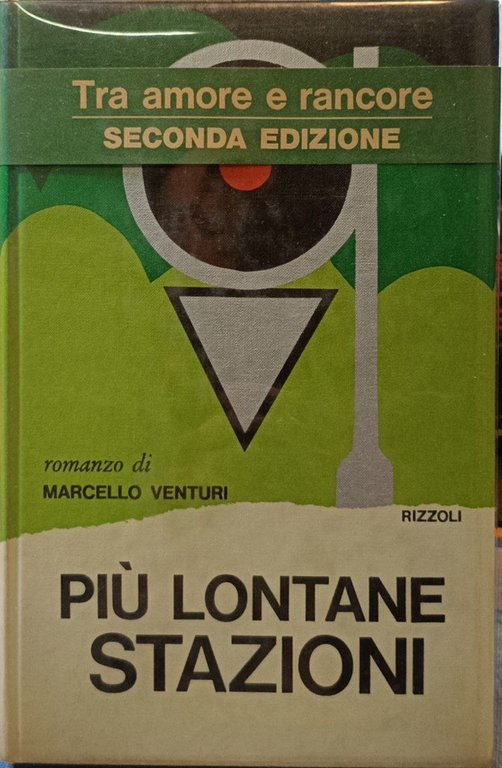 Tra amore e rancore
SECONDA EDIZIONE
romanzo di
MARCELLO VENTURI
RIZZOLI
PIÙ LONTANE
STAZIONI